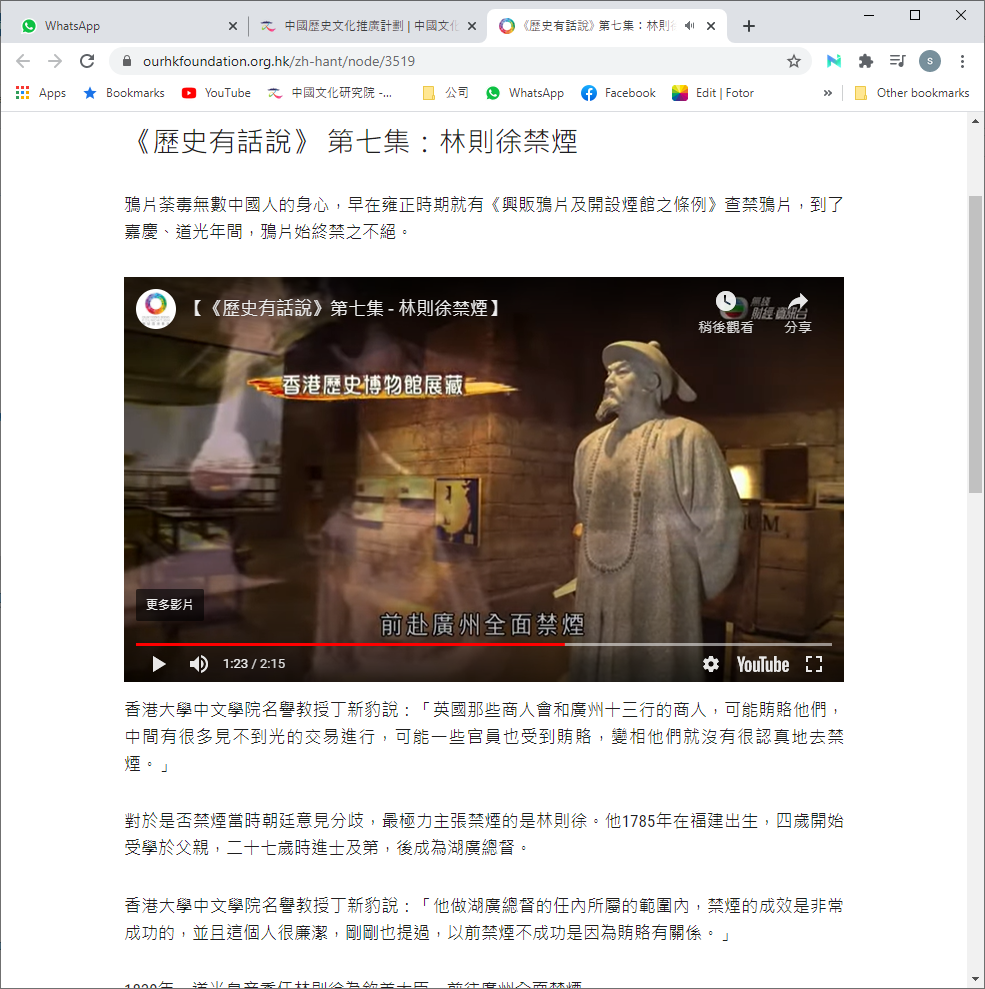 WhatsApp
中國歷史文化推廣計劃 | 中國文化
《歷史有話說》第七集：林則徐
ourhkfoundation.org.hk/zh-hant/node/3519
S
Apps
Bookmarks
YouTube
中國文化研究院 -...
公司
WhatsApp
Facebook
Edit | Fotor
»
Other bookmarks
《歷史有話說》 第七集：林則徐禁煙
鴉片荼毒無數中國人的身心，早在雍正時期就有《興販鴉片及開設煙館之條例》查禁鴉片，到了
嘉慶、道光年間，鴉片始終禁之不絕。
【《歷史有話說》第七集 - 林則徐禁煙】
無綫
財經 資訊台
稍後觀看
分享
香港歷史博物館展藏
UM
更多影片
前赴廣州全面禁煙
1:23 / 2:15
YouTube
香港大學中文學院名譽教授丁新豹說：「英國那些商人會和廣州十三行的商人，可能賄賂他們，
中間有很多見不到光的交易進行，可能一些官員也受到賄賂，變相他們就沒有很認真地去禁
煙。」
對於是否禁煙當時朝廷意見分歧，最極力主張禁煙的是林則徐。他1785年在福建出生，四歲開始
受學於父親，二十七歲時進士及第，後成為湖廣總督。
香港大學中文學院名譽教授丁新豹說：「他做湖廣總督的任內所屬的範圍內，禁煙的成效是非常
成功的，並且這個人很廉潔，剛剛也提過，以前禁煙不成功是因為賄賂有關係。」